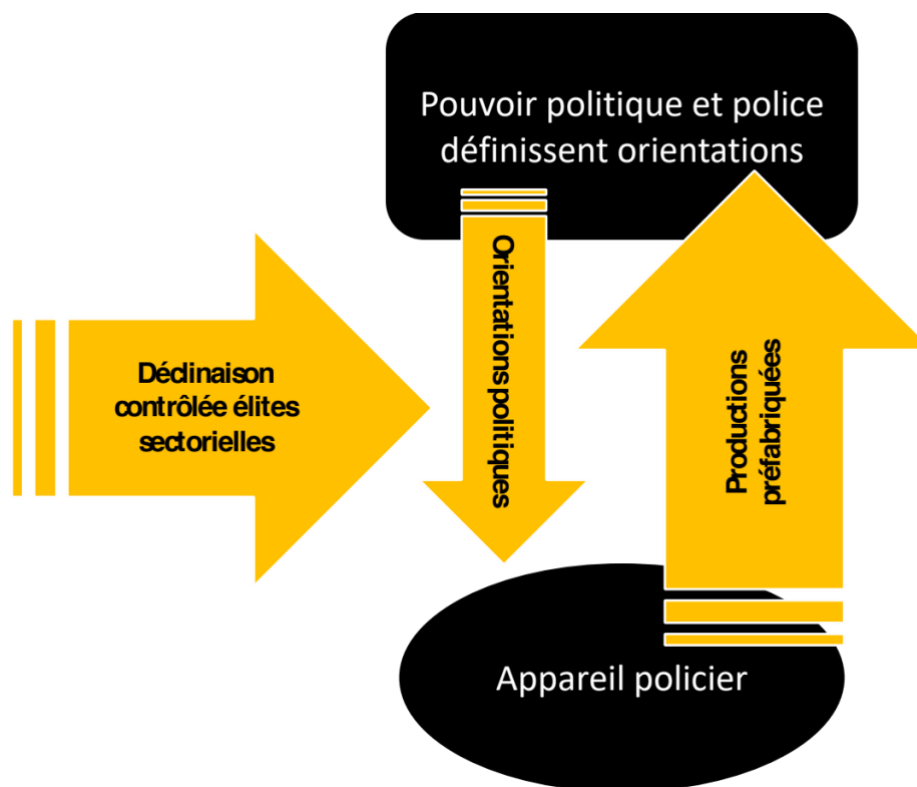 Pouvoir politique et police
définissent orientations
Orientations politiques
Déclinaison
contrôlée élites
sectorielles
Productions
préfabriquées
Appareil policier